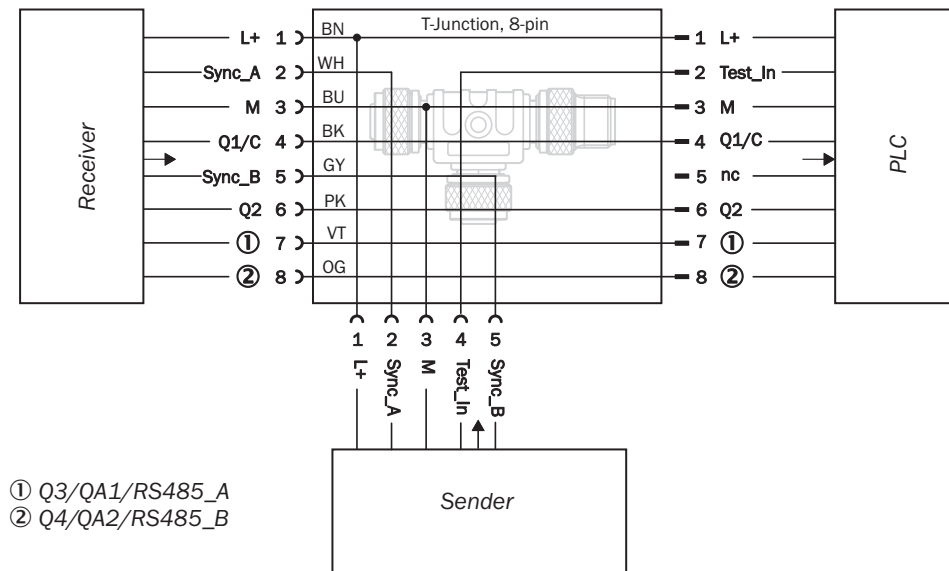 T-Junction, 8-pin
L+ 1 BN 1 L+
Sync_A 2 WH 2 Test_In
M 3 BU 3 M
Q1/C 4 BK 4 Q1/C
Sync_B 5 GY 5 nc
Q2 6 PK 6 Q2
① 7 VT 7 ①
② 8 OG 8 ②
Receiver
PLC
1 2 3 4 5
L+ Sync_A M Test_In Sync_B
Sender
① Q3/QA1/RS485_A
② Q4/QA2/RS485_B